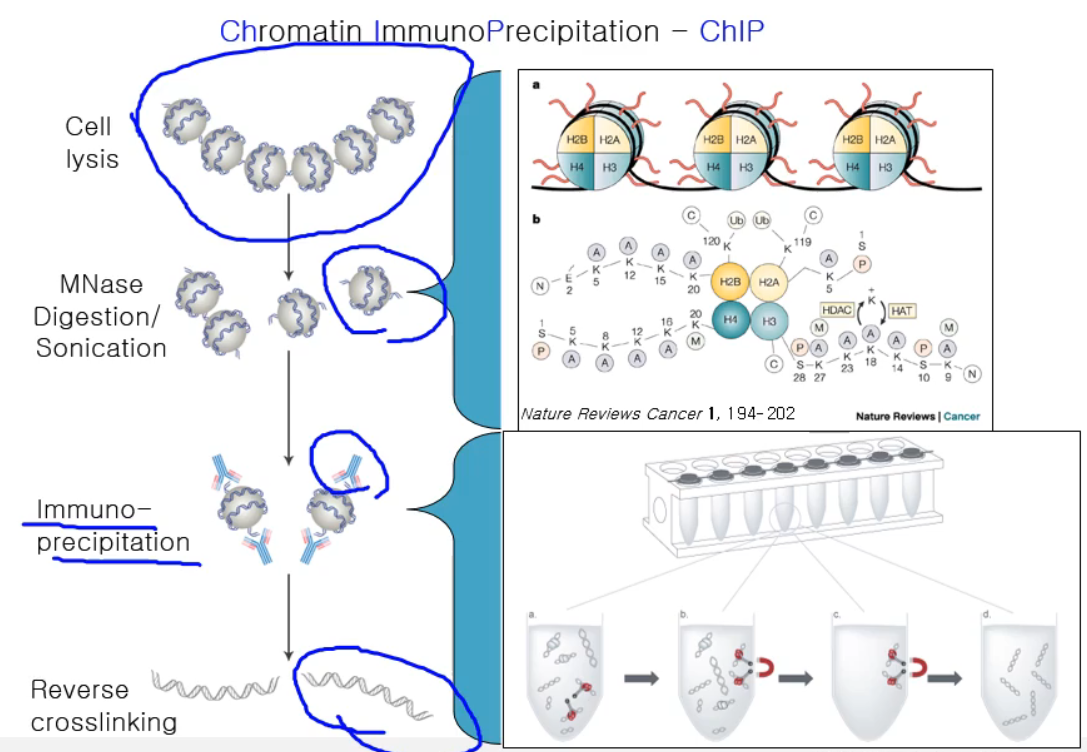 Chromatin ImmunoPrecipitation – ChIP
Cell
lysis
MNase
Digestion/
Sonication
Immuno-
precipitation
Reverse
crosslinking
a
H2B H2A H2B H2A H2B H2A
H4 H3 H4 H3 H4 H3
b
C Ub Ub C
120 K K 119
1
S
P
A A A A A
N E K K K K K
2 5 12 15 20 5
H2B H2A
H4 H3
+
K
HDAC HAT
1 5 8 12 16 20
S K K K K K
P A A A A M
M M
P A A A A P A
S K K K K S K N
28 27 23 18 14 10 9
C
Nature Reviews Cancer 1, 194-202
Nature Reviews | Cancer
a. b. c. d.